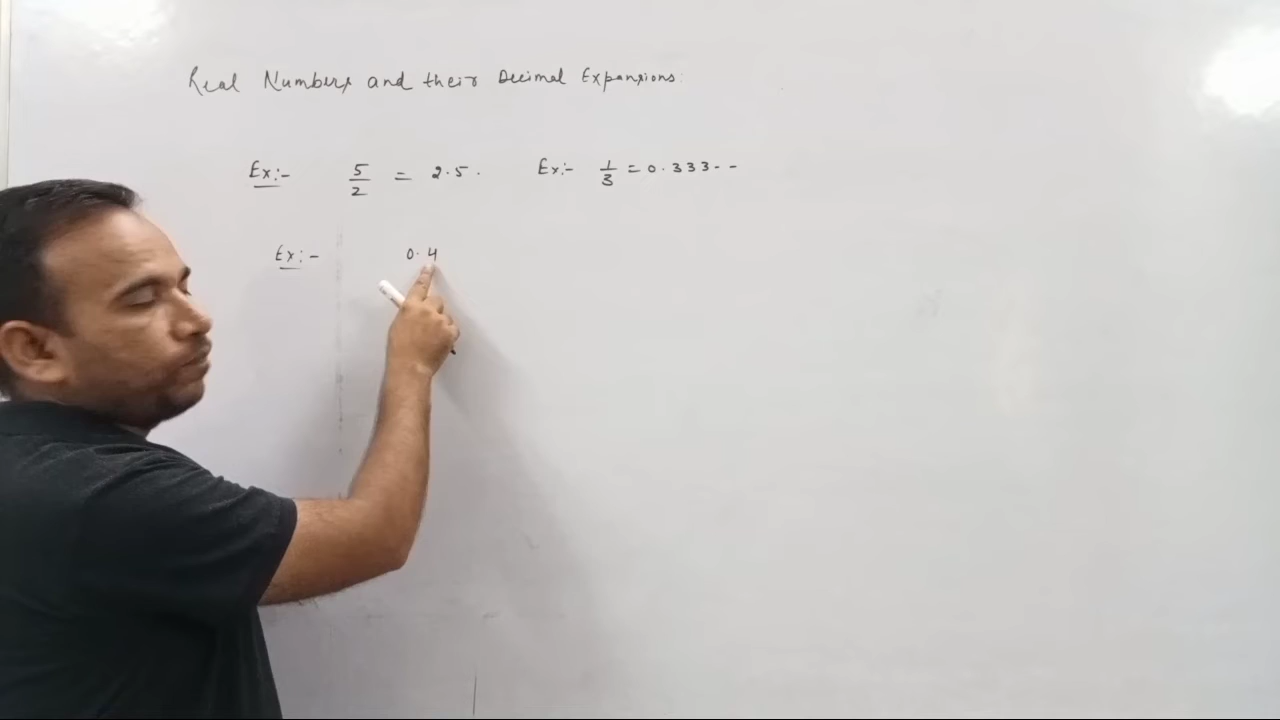 Real Numbers and their Decimal Expansions:
Ex:- 5/2 = 2.5. Ex:- 1/3 = 0.333--
Ex:- 0.4